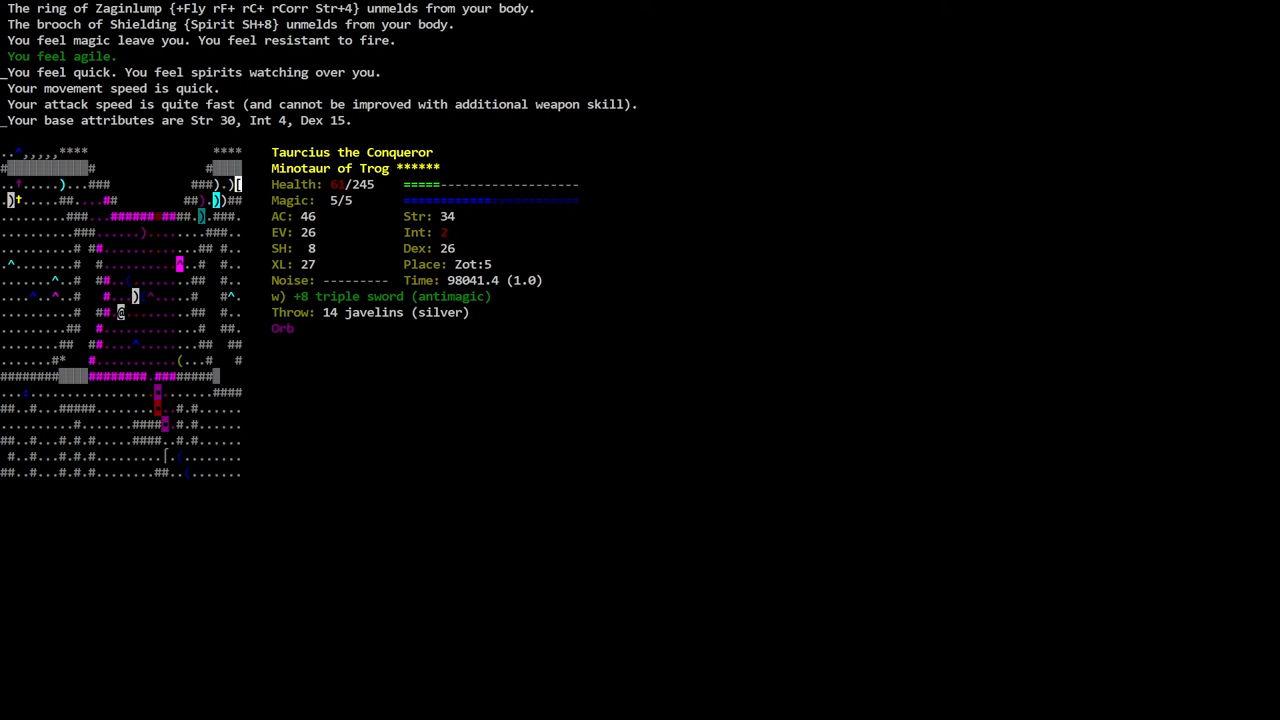 The ring of Zaginlump {+Fly rF+ rC+ rCorr Str+4} unmelds from your body.
The brooch of Shielding {Spirit SH+8} unmelds from your body.
You feel magic leave you. You feel resistant to fire.
You feel agile.
_You feel quick. You feel spirits watching over you.
Your movement speed is quick.
Your attack speed is quite fast (and cannot be improved with additional weapon skill).
_Your base attributes are Str 30, Int 4, Dex 15.
Taurcius the Conqueror
Minotaur of Trog ******
Health: 61/245
Magic: 5/5
AC: 46 Str: 34
EV: 26 Int: 2
SH: 8 Dex: 26
XL: 27 Place: Zot:5
Noise: --------- Time: 98041.4 (1.0)
w) +8 triple sword (antimagic)
Throw: 14 javelins (silver)
Orb